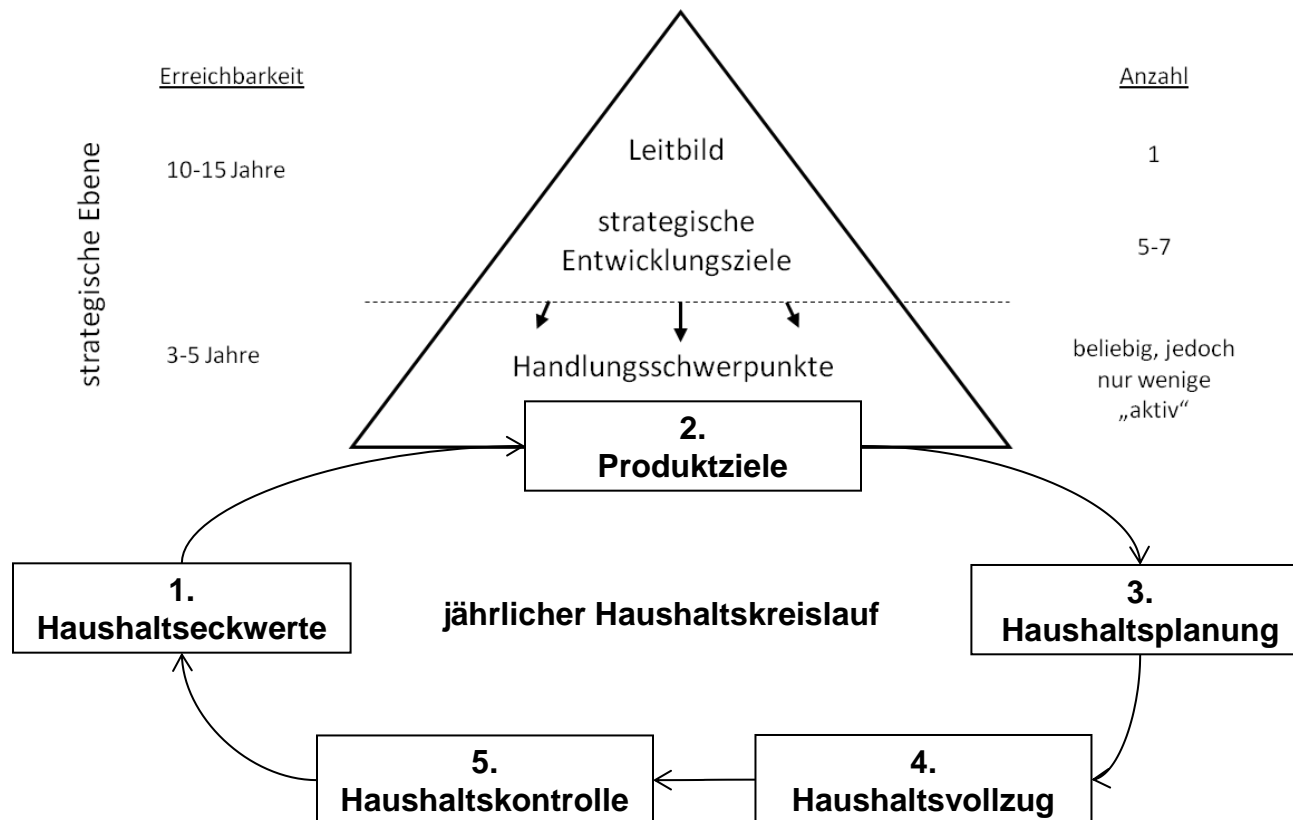 Erreichbarkeit
Anzahl
strategische Ebene
10-15 Jahre
Leitbild
1
strategische
Entwicklungsziele
5-7
3-5 Jahre
Handlungsschwerpunkte
beliebig, jedoch
nur wenige
„aktiv“
2.
Produktziele
1.
Haushaltseckwerte
jährlicher Haushaltskreislauf
3.
Haushaltsplanung
5.
Haushaltskontrolle
4.
Haushaltsvollzug